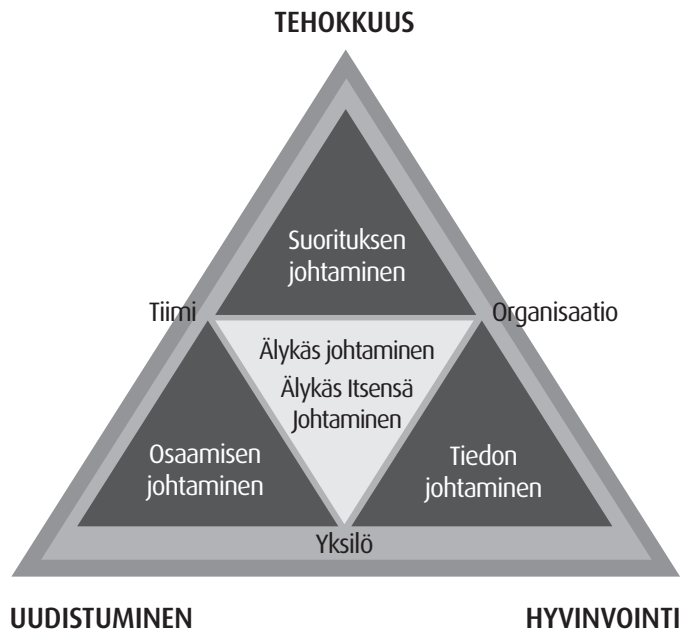 TEHOKKUUS
Suorituksen
johtaminen
Tiimi
Organisaatio
Älykäs johtaminen
Älykäs Itsensä
Johtaminen
Osaamisen
johtaminen
Tiedon
johtaminen
Yksilö
UUDISTUMINEN
HYVINVOINTI